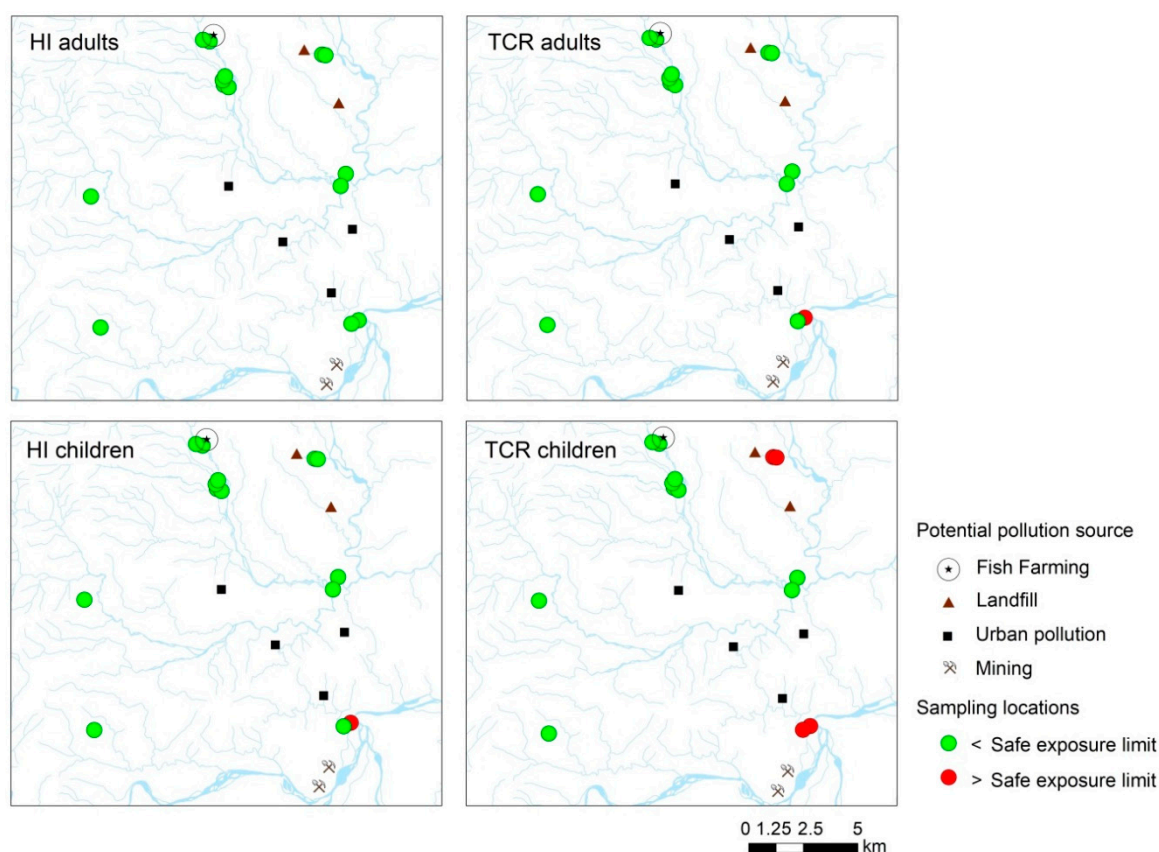 HI adults
TCR adults
HI children
TCR children
Potential pollution source
Fish Farming
Landfill
Urban pollution
Mining
Sampling locations
< Safe exposure limit
> Safe exposure limit
0 1.25 2.5 5
km